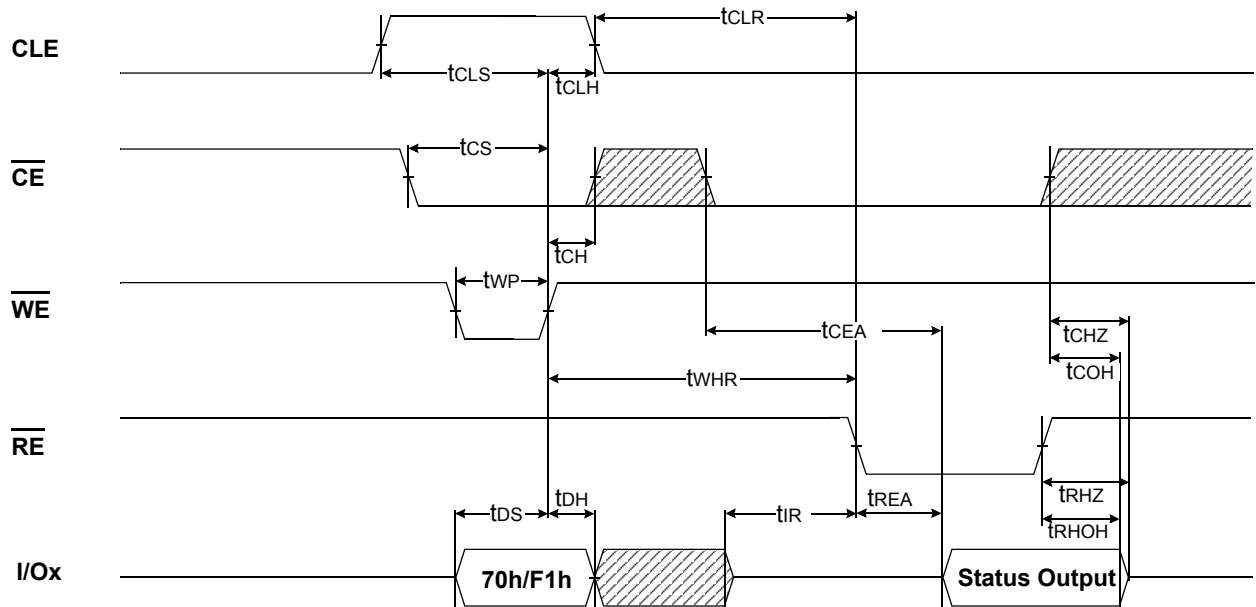 tCLR
CLE
tCLS
tCLH
tCS
CE
tCH
tWP
WE
tCEA
tCHZ
tCOH
tWHR
RE
tRHZ
tDH
tREA
tDS
tIR
tRHOH
I/Ox
70h/F1h
Status Output